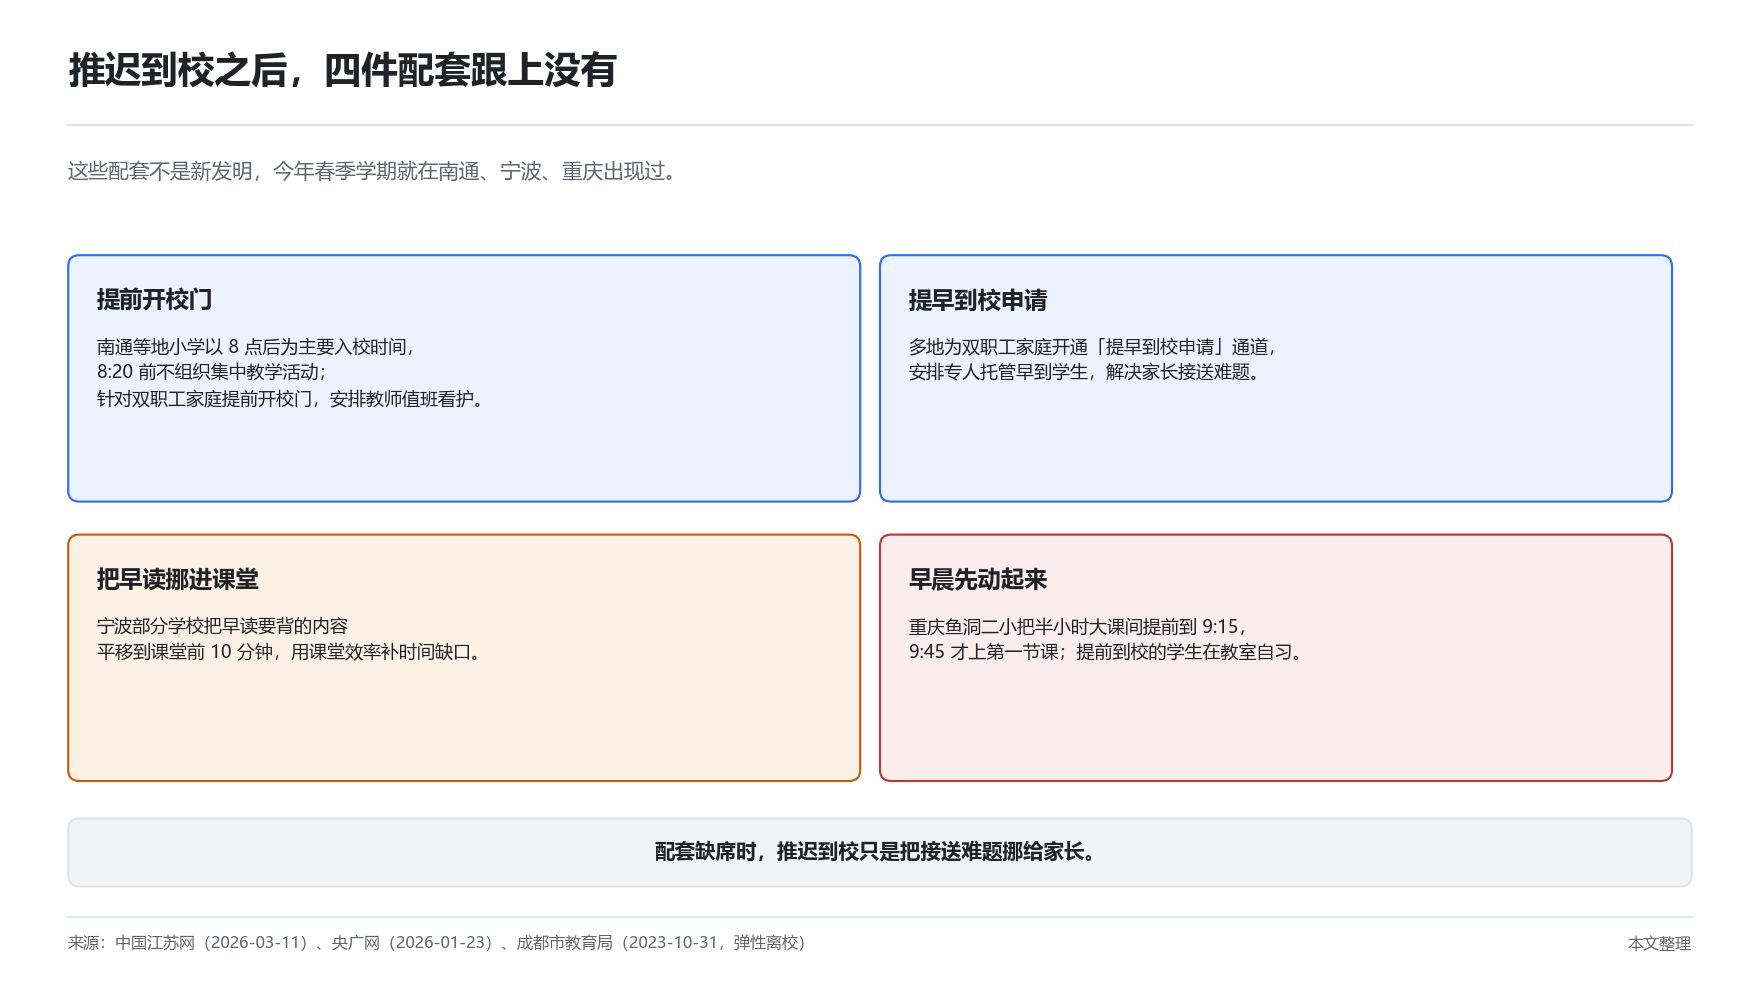 推迟到校之后，四件配套跟上没有
这些配套不是新发明，今年春季学期就在南通、宁波、重庆出现过。
提前开校门
南通等地小学以 8 点后为主要入校时间，
8:20 前不组织集中教学活动；
针对双职工家庭提前开校门，安排教师值班看护。
提早到校申请
多地为双职工家庭开通「提早到校申请」通道，
安排专人托管早到学生，解决家长接送难题。
把早读挪进课堂
宁波部分学校把早读要背的内容
平移到课堂前 10 分钟，用课堂效率补时间缺口。
早晨先动起来
重庆鱼洞二小把半小时大课间提前到 9:15，
9:45 才上第一节课；提前到校的学生在教室自习。
配套缺席时，推迟到校只是把接送难题挪给家长。
来源：中国江苏网（2026-03-11）、央广网（2026-01-23）、成都市教育局（2023-10-31，弹性离校）
本文整理